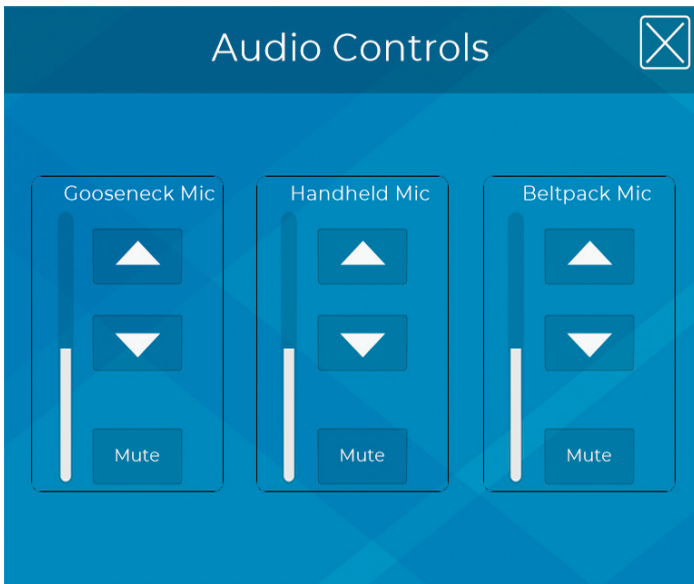 Audio Controls
Gooseneck Mic
Handheld Mic
Beltpack Mic
Mute
Mute
Mute